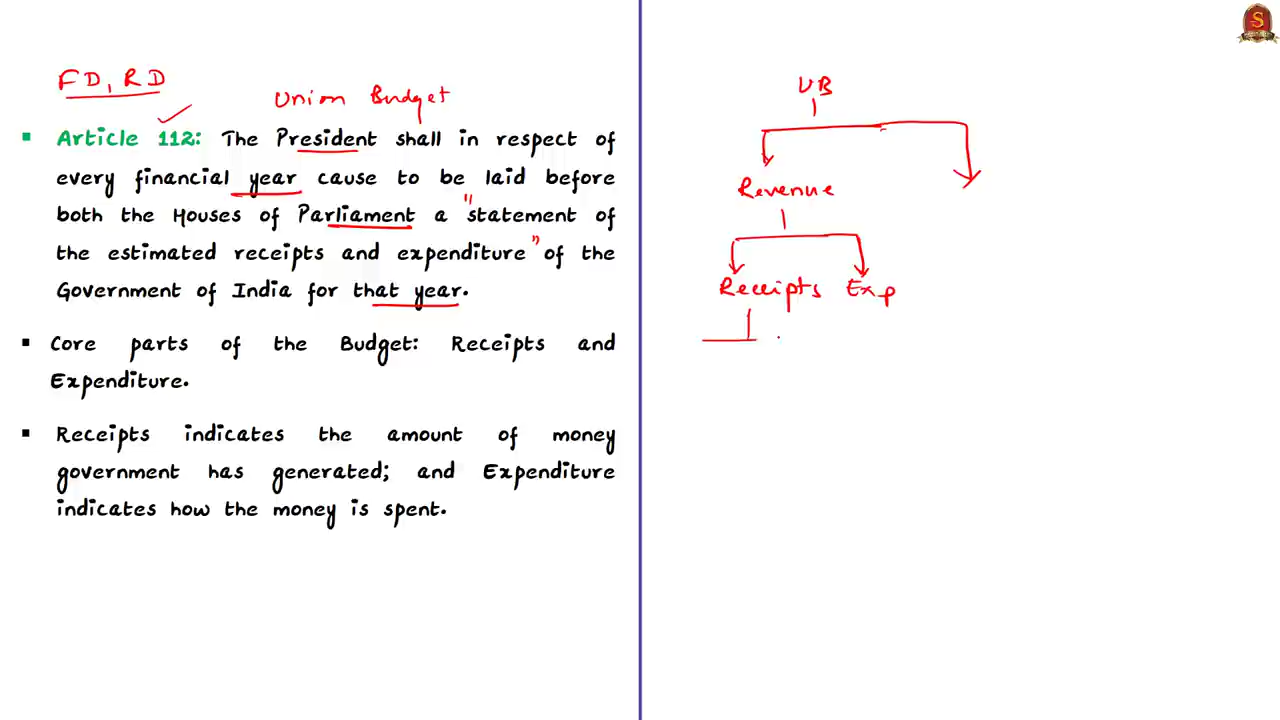 FD, RD
Union Budget
▪ Article 112: The President shall in respect of
every financial year cause to be laid before
both the Houses of Parliament a "statement of
the estimated receipts and expenditure" of the
Government of India for that year.
▪ Core parts of the Budget: Receipts and
Expenditure.
▪ Receipts indicates the amount of money
government has generated; and Expenditure
indicates how the money is spent.
UB
Revenue
Receipts Exp
S